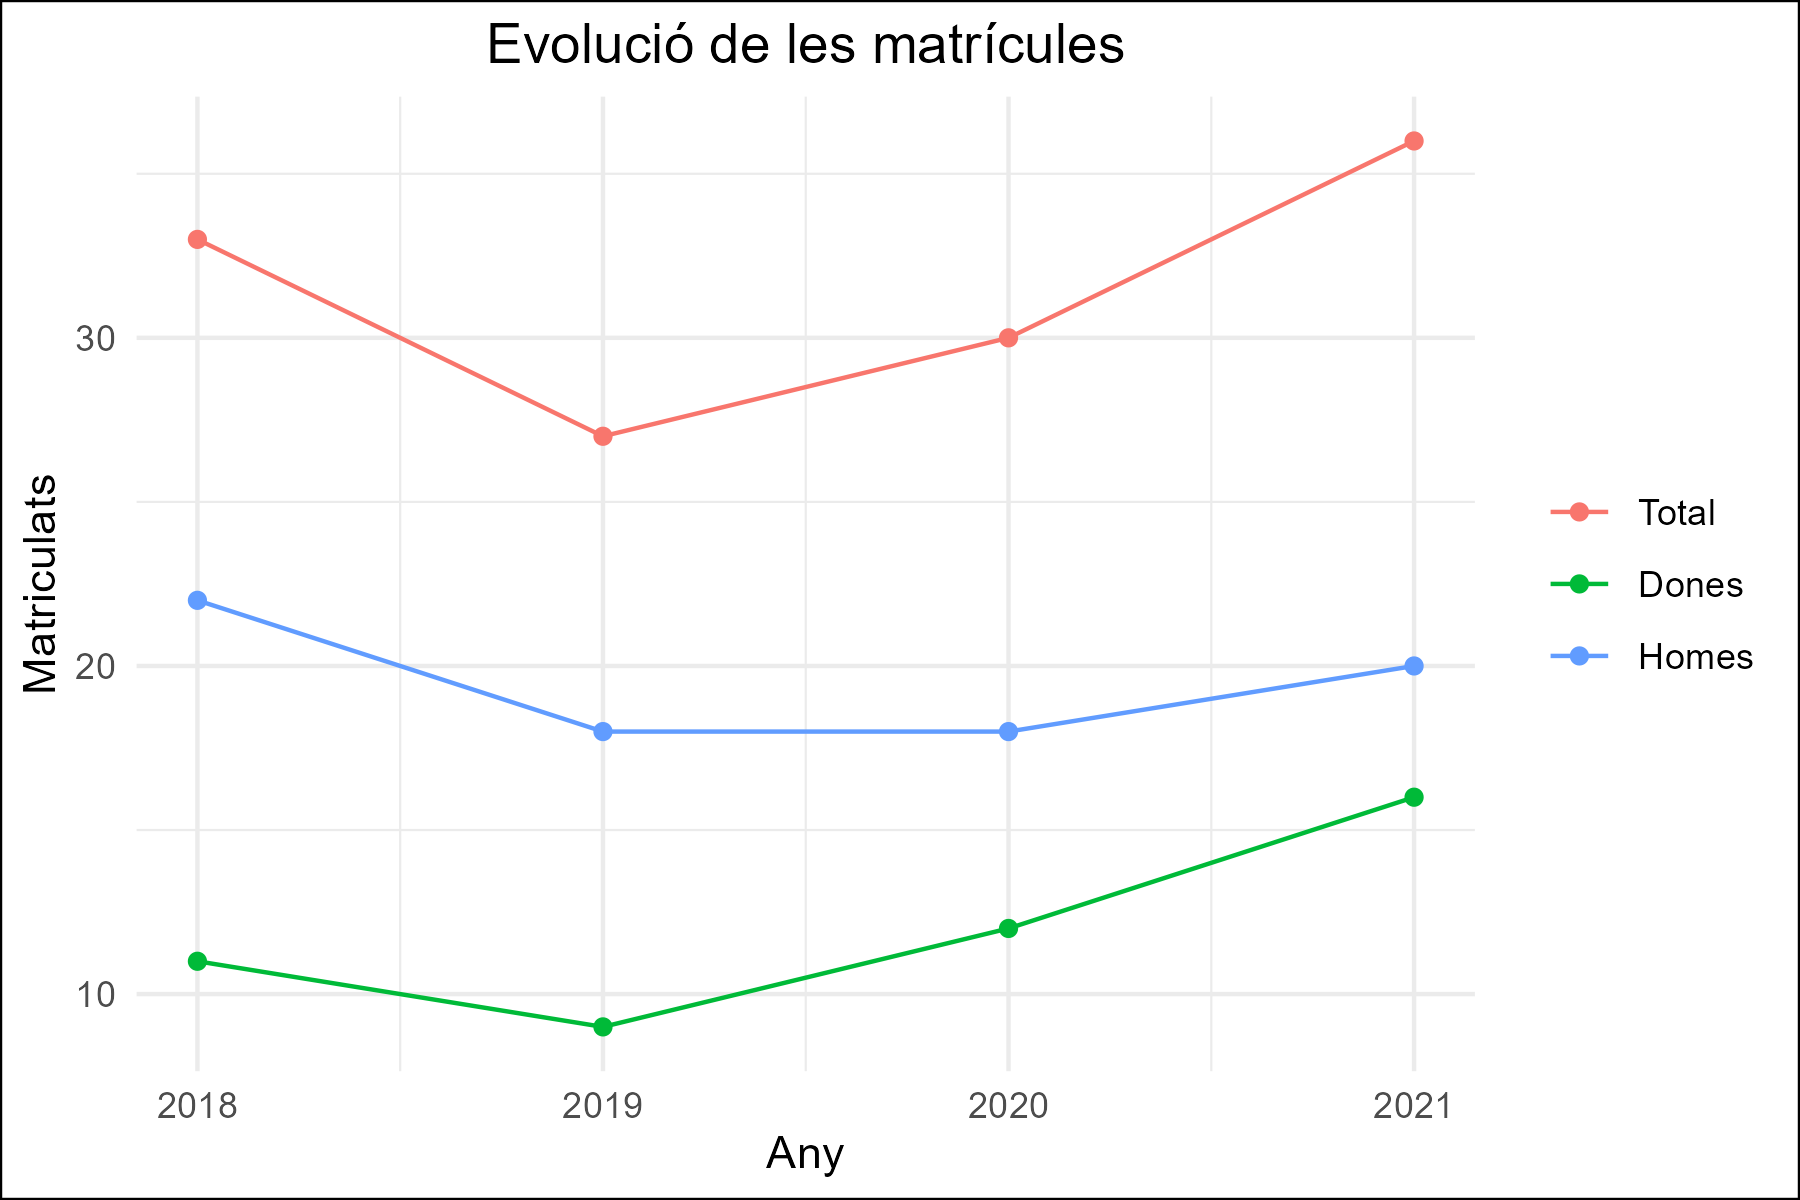 Evolució de les matrícules
Matriculats
30
20
10
2018
2019
2020
2021
Any
Total
Dones
Homes